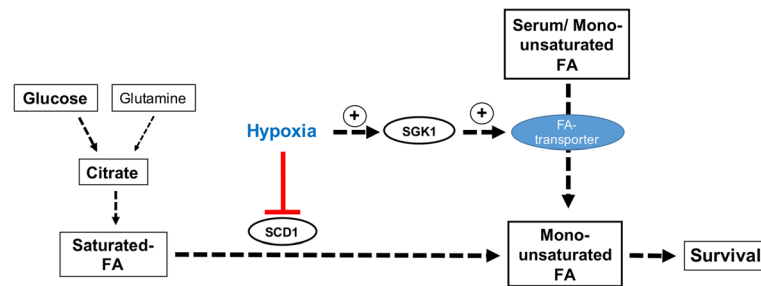 Serum/ Mono-
unsaturated
FA
Glucose
Glutamine
+
+
Hypoxia
SGK1
FA-
transporter
Citrate
SCD1
Saturated-
FA
Mono-
unsaturated
FA
Survival